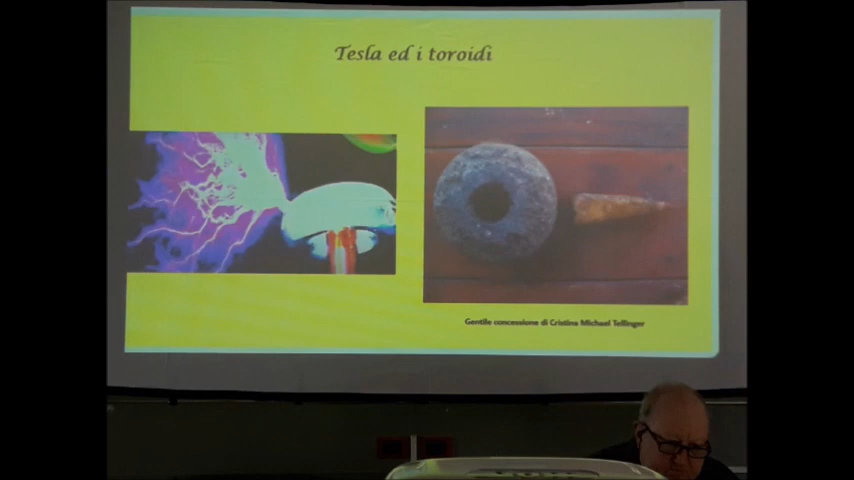 Tesla ed i toroidi
Gentile concessione di Cristina Michael Tellinger